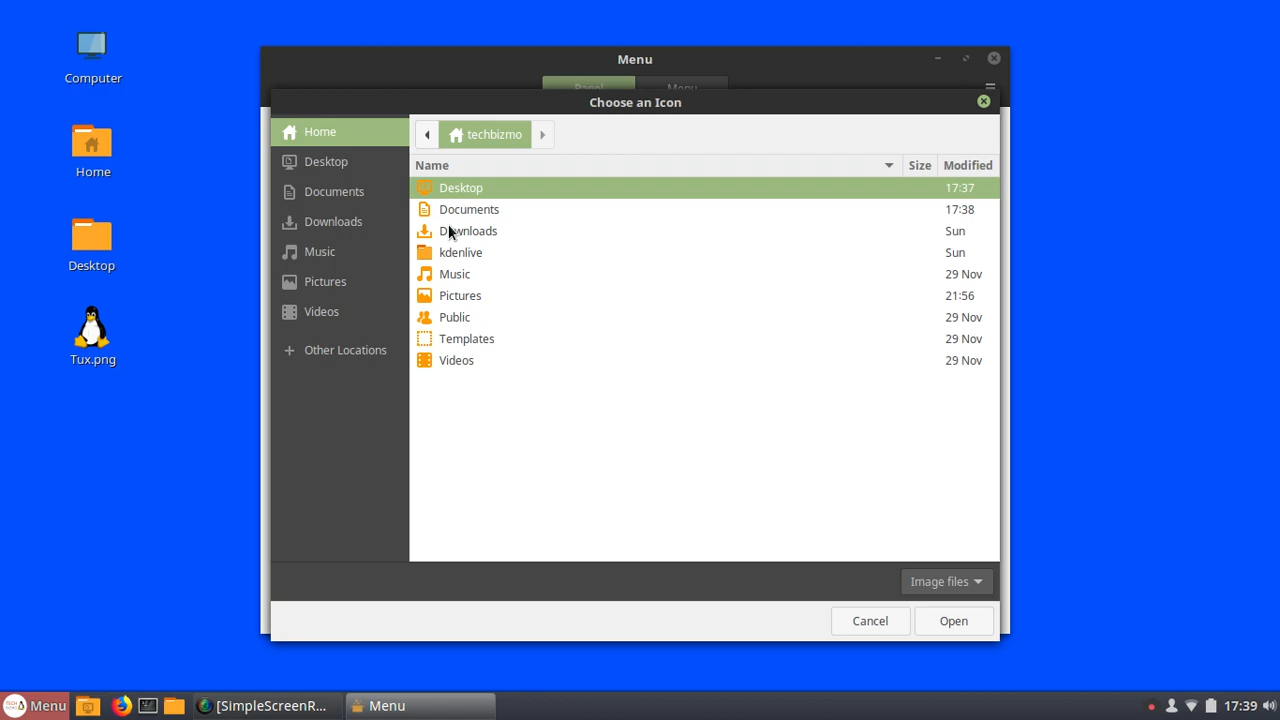 Computer
Home
Desktop
Tux.png
Menu
Panel Menu
Choose an Icon
Home
Desktop
Documents
Downloads
Music
Pictures
Videos
Other Locations
techbizmo
Name Size Modified
Desktop 17:37
Documents 17:38
Downloads Sun
kdenlive Sun
Music 29 Nov
Pictures 21:56
Public 29 Nov
Templates 29 Nov
Videos 29 Nov
Image files
Cancel Open
Menu [SimpleScreenR... Menu 17:39